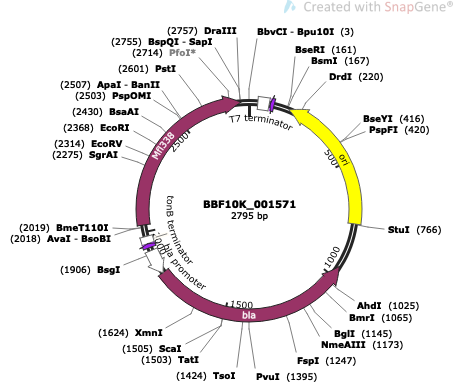 Created with SnapGene®
(2757) DraIII
BbvCI - Bpu10I (3)
(2755) BspQI - SapI
(2714) PfoI*
BseRI (161)
(2601) PstI
BsmI (167)
DrdI (220)
(2507) ApaI - BanII
(2503) PspOMI
T7 terminator
(2430) BsaAI
BseYI (416)
(2368) EcoRI
PspFI (420)
2500
(2314) EcoRV
500
ori
Mfl338
(2275) SgrAI
tonB terminator
BBF10K_001571
2795 bp
(2019) BmeT110I
StuI (766)
(2018) AvaI - BsoBI
bla promoter
1000
(1906) BsgI
AhdI (1025)
1500
BmrI (1065)
bla
(1624) XmnI
BglI (1145)
NmeAIII (1173)
(1505) ScaI
(1503) TatI
FspI (1247)
(1424) TsoI
PvuI (1395)